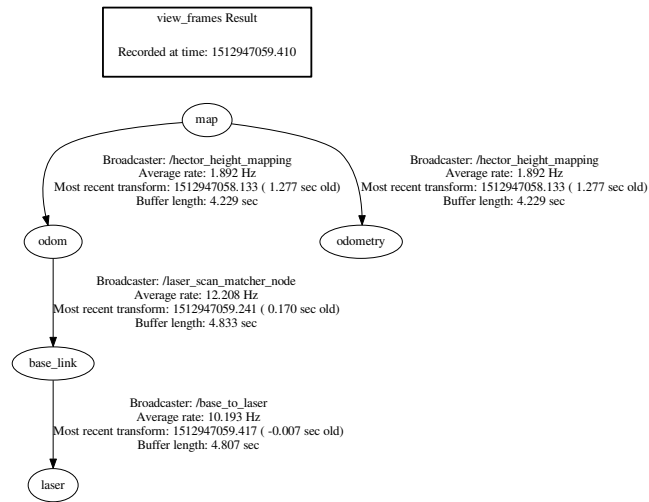 view_frames Result
Recorded at time: 1512947059.410
map
Broadcaster: /hector_height_mapping
Average rate: 1.892 Hz
Most recent transform: 1512947058.133 ( 1.277 sec old)
Buffer length: 4.229 sec
Broadcaster: /hector_height_mapping
Average rate: 1.892 Hz
Most recent transform: 1512947058.133 ( 1.277 sec old)
Buffer length: 4.229 sec
odom
odometry
Broadcaster: /laser_scan_matcher_node
Average rate: 12.208 Hz
Most recent transform: 1512947059.241 ( 0.170 sec old)
Buffer length: 4.833 sec
base_link
Broadcaster: /base_to_laser
Average rate: 10.193 Hz
Most recent transform: 1512947059.417 ( -0.007 sec old)
Buffer length: 4.807 sec
laser